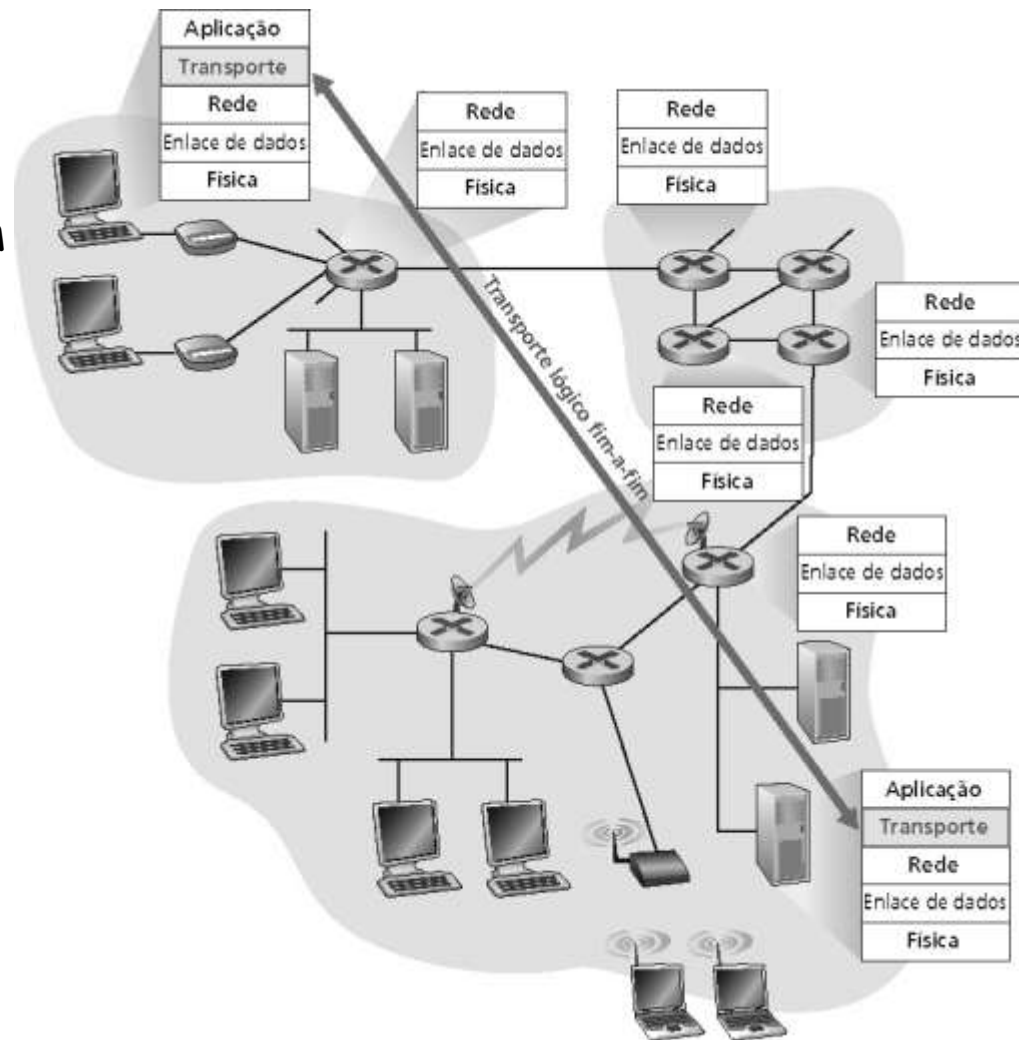 Aplicação
Transporte
Rede
Enlace de dados
Física
Rede
Enlace de dados
Física
Rede
Enlace de dados
Física
Rede
Enlace de dados
Física
Transporte lógico fim-a-fim
Rede
Enlace de dados
Física
Rede
Enlace de dados
Física
Aplicação
Transporte
Rede
Enlace de dados
Física